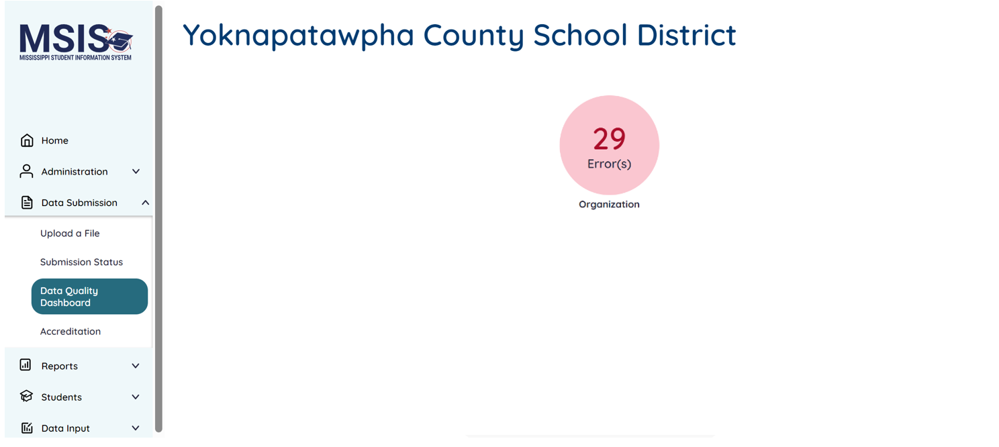 MSIS
MISSISSIPPI STUDENT INFORMATION SYSTEM
Home
Administration
Data Submission
Upload a File
Submission Status
Data Quality
Dashboard
Accreditation
Reports
Students
Data Input
Yoknapatawpha County School District
29
Error(s)
Organization